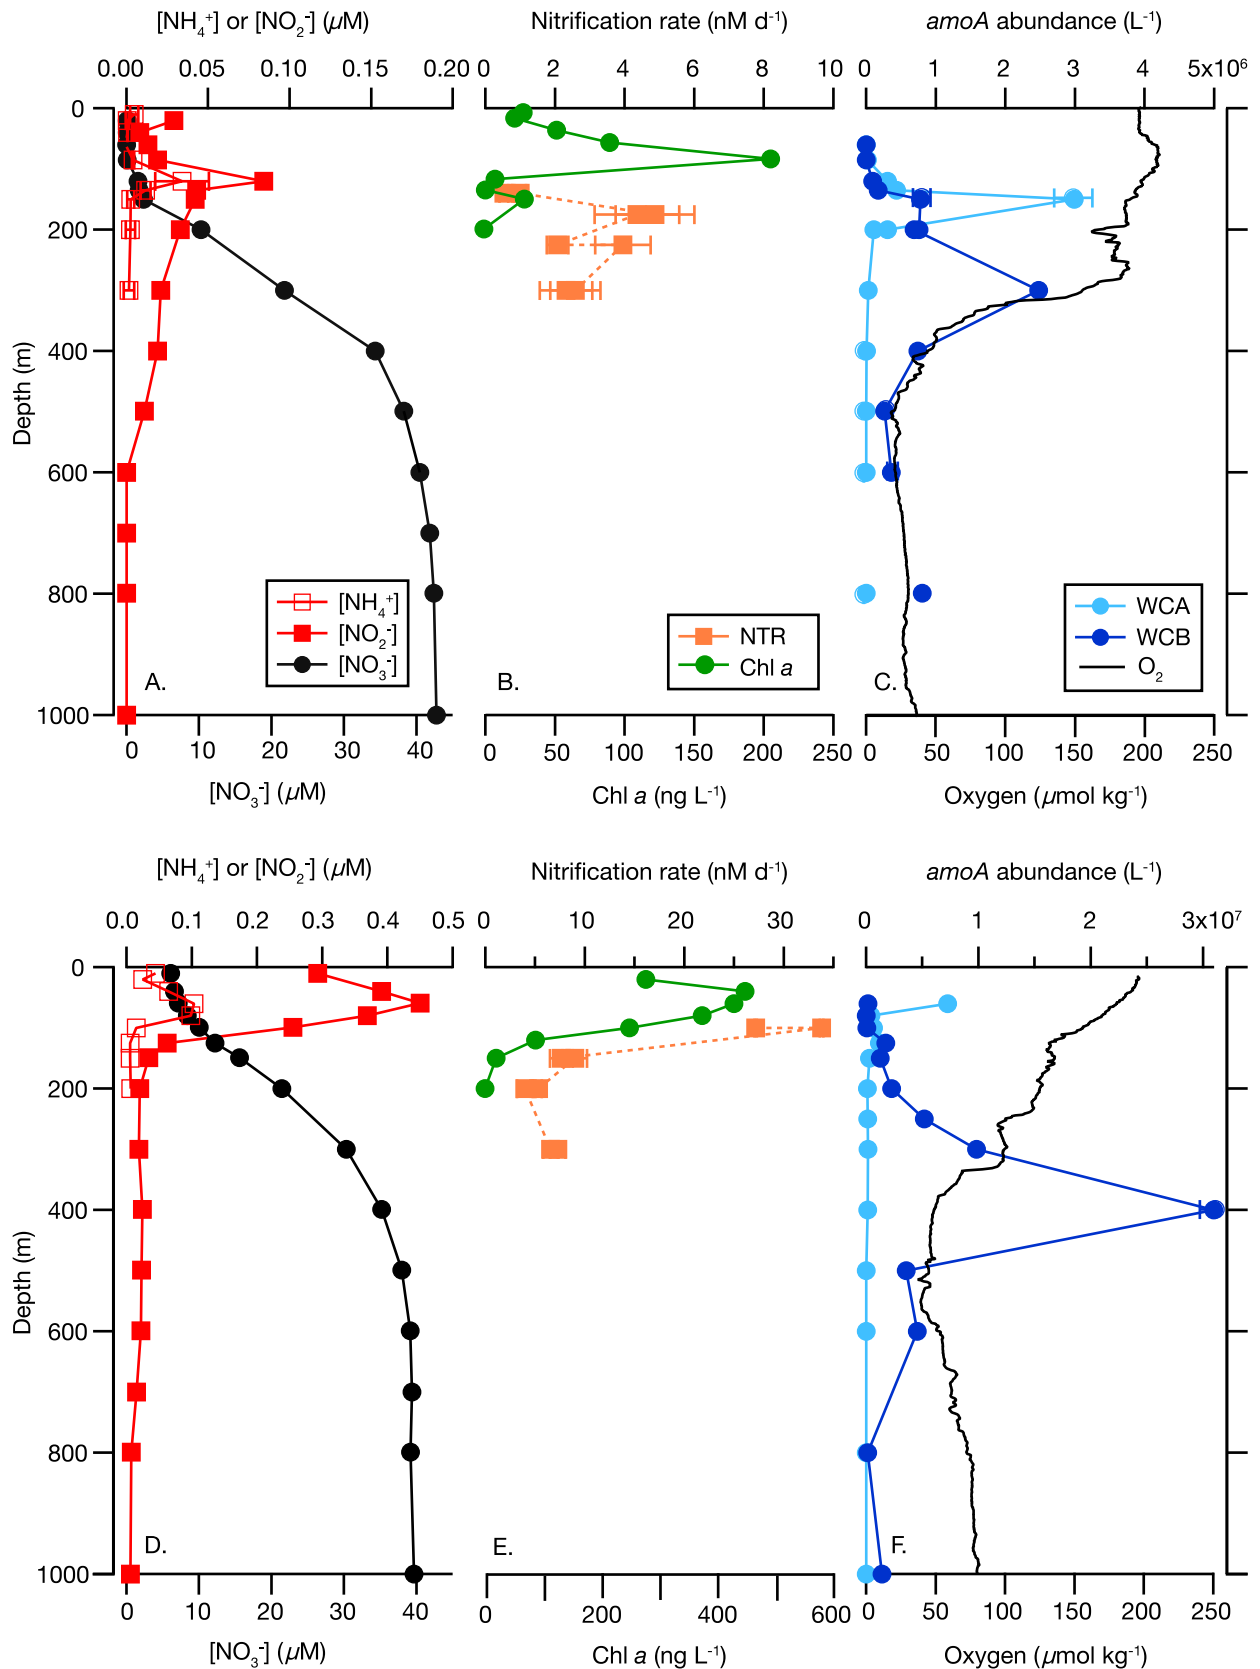 [NH₄⁺] or [NO₂⁻] (µM) Nitrification rate (nM d⁻¹) amoA abundance (L⁻¹)
0.00 0.05 0.10 0.15 0.20 0 2 4 6 8 10 0 1 2 3 4 5x10⁶
0
200
400
600
800
1000
Depth (m)
[NH₄⁺]
[NO₂⁻]
[NO₃⁻]
A.
NTR
Chl a
B.
WCA
WCB
O₂
C.
0 10 20 30 40 0 50 100 150 200 250 0 50 100 150 200 250
[NO₃⁻] (µM) Chl a (ng L⁻¹) Oxygen (µmol kg⁻¹)
[NH₄⁺] or [NO₂⁻] (µM) Nitrification rate (nM d⁻¹) amoA abundance (L⁻¹)
0.0 0.1 0.2 0.3 0.4 0.5 0 10 20 30 0 1 2 3x10⁷
0
200
400
600
800
1000
Depth (m)
D.
E.
F.
0 10 20 30 40 0 200 400 600 0 50 100 150 200 250
[NO₃⁻] (µM) Chl a (ng L⁻¹) Oxygen (µmol kg⁻¹)